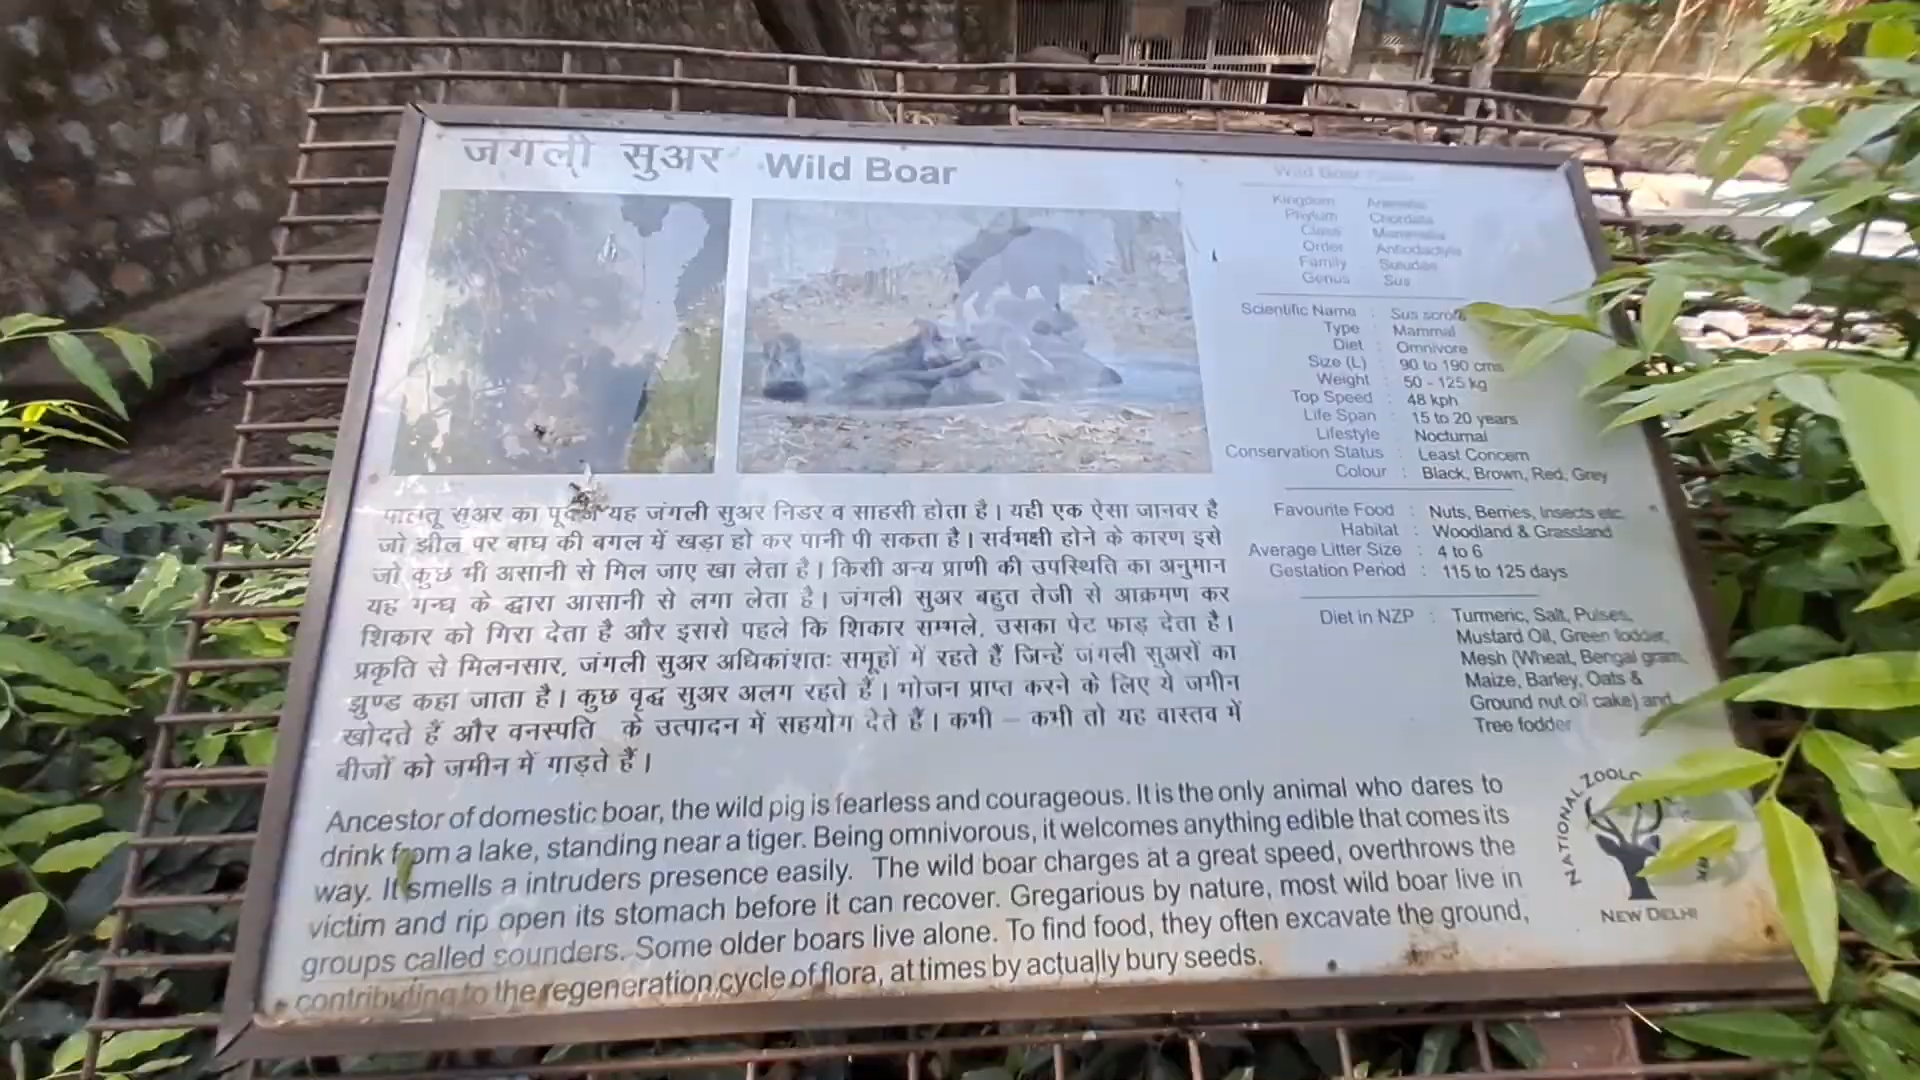 जंगली सुअर Wild Boar
Wild Boar
Kingdom Animalia
Phylum Chordata
Class Mammalia
Order Artiodactyla
Family Suidae
Genus Sus
Scientific Name : Sus scrofa
Type : Mammal
Diet : Omnivore
Size (L) : 90 to 190 cms
Weight : 50 - 125 kg
Top Speed : 48 kph
Life Span : 15 to 20 years
Lifestyle : Nocturnal
Conservation Status : Least Concern
Colour : Black, Brown, Red, Grey
Favourite Food : Nuts, Berries, Insects etc.
Habitat : Woodland & Grassland
Average Litter Size : 4 to 6
Gestation Period : 115 to 125 days
Diet in NZP : Turmeric, Salt, Pulses,
Mustard Oil, Green fodder,
Mesh (Wheat, Bengal gram,
Maize, Barley, Oats &
Ground nut oil cake) and
Tree fodder
पालतू सुअर का पूर्वज यह जंगली सुअर निडर व साहसी होता है। यही एक ऐसा जानवर है
जो झील पर बाघ की बगल में खड़ा हो कर पानी पी सकता है। सर्वभक्षी होने के कारण इसे
जो कुछ भी असानी से मिल जाए खा लेता है। किसी अन्य प्राणी की उपस्थिति का अनुमान
यह गन्ध के द्वारा आसानी से लगा लेता है। जंगली सुअर बहुत तेजी से आक्रमण कर
शिकार को गिरा देता है और इससे पहले कि शिकार सम्भले, उसका पेट फाड़ देता है।
प्रकृति से मिलनसार, जंगली सुअर अधिकांशतः समूहों में रहते हैं जिन्हें जंगली सुअरों का
झुण्ड कहा जाता है। कुछ वृद्ध सुअर अलग रहते हैं। भोजन प्राप्त करने के लिए ये जमीन
खोदते हैं और वनस्पति के उत्पादन में सहयोग देते हैं। कभी – कभी तो यह वास्तव में
बीजों को जमीन में गाड़ते हैं।
Ancestor of domestic boar, the wild pig is fearless and courageous. It is the only animal who dares to
drink from a lake, standing near a tiger. Being omnivorous, it welcomes anything edible that comes its
way. It smells a intruders presence easily. The wild boar charges at a great speed, overthrows the
victim and rip open its stomach before it can recover. Gregarious by nature, most wild boar live in
groups called sounders. Some older boars live alone. To find food, they often excavate the ground,
contributing to the regeneration cycle of flora, at times by actually bury seeds.
NATIONAL
NEW DELHI